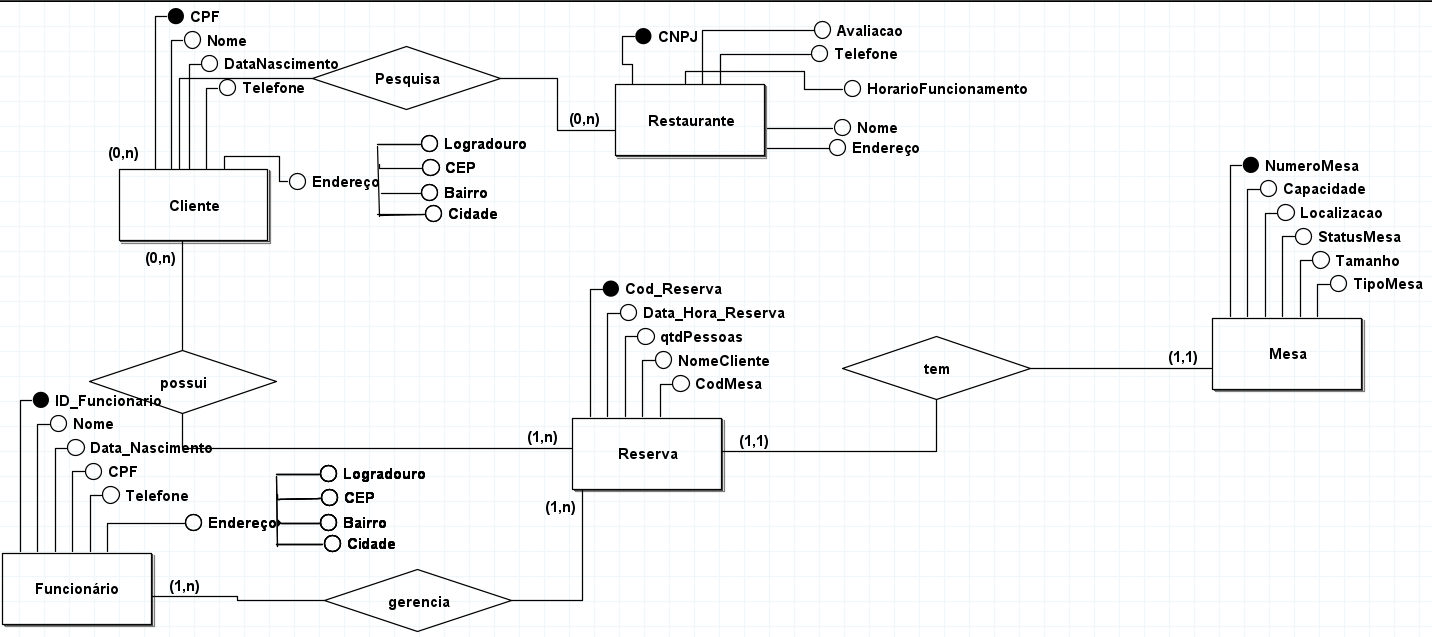 CPF
Nome
DataNascimento
Telefone
Pesquisa
CNPJ
Avaliacao
Telefone
HorarioFuncionamento
(0,n)
Restaurante
Nome
Endereço
(0,n)
Endereço
Logradouro
CEP
Bairro
Cidade
Cliente
(0,n)
NumeroMesa
Capacidade
Localizacao
StatusMesa
Tamanho
TipoMesa
Cod_Reserva
Data_Hora_Reserva
qtdPessoas
NomeCliente
CodMesa
tem
(1,1)
Mesa
possui
(1,n)
Reserva
(1,1)
(1,n)
ID_Funcionario
Nome
Data_Nascimento
CPF
Telefone
Endereço
Logradouro
CEP
Bairro
Cidade
Funcionário
(1,n)
gerencia